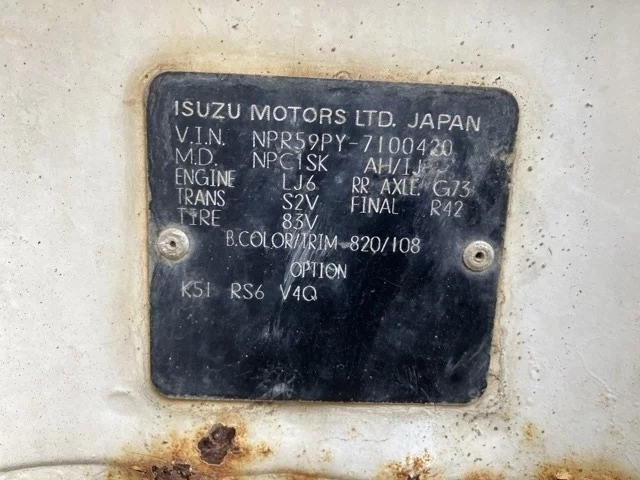 ISUZU MOTORS LTD. JAPAN
V.I.N. NPR59PY-7100420
M.D. NPC1SK AH/IJ
ENGINE LJ6 RR AXLE G73
TRANS S2V FINAL R42
TIRE 83V
B.COLOR/TRIM 820/108
OPTION
K51 RS6 V4Q